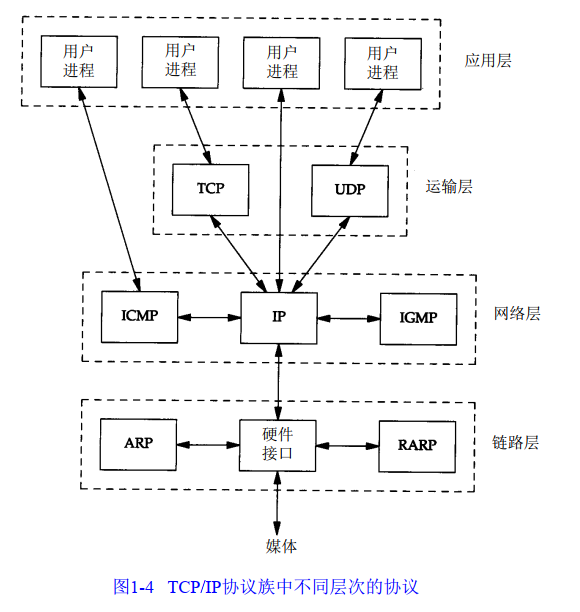 用户
进程
用户
进程
用户
进程
用户
进程
应用层
TCP
UDP
运输层
ICMP
IP
IGMP
网络层
ARP
硬件
接口
RARP
链路层
媒体
图1-4 TCP/IP协议族中不同层次的协议